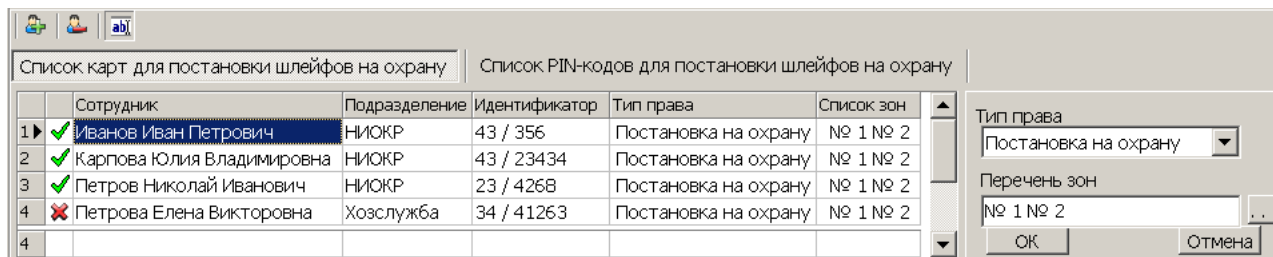 ab
Список карт для постановки шлейфов на охрану Список PIN-кодов для постановки шлейфов на охрану
Сотрудник Подразделение Идентификатор Тип права Список зон
1 Иванов Иван Петрович НИОКР 43 / 356 Постановка на охрану № 1 № 2
2 Карпова Юлия Владимировна НИОКР 43 / 23434 Постановка на охрану № 1 № 2
3 Петров Николай Иванович НИОКР 23 / 4268 Постановка на охрану № 1 № 2
4 Петрова Елена Викторовна Хозслужба 34 / 41263 Постановка на охрану № 1 № 2
4
Тип права
Постановка на охрану
Перечень зон
№ 1 № 2 ..
ОК Отмена